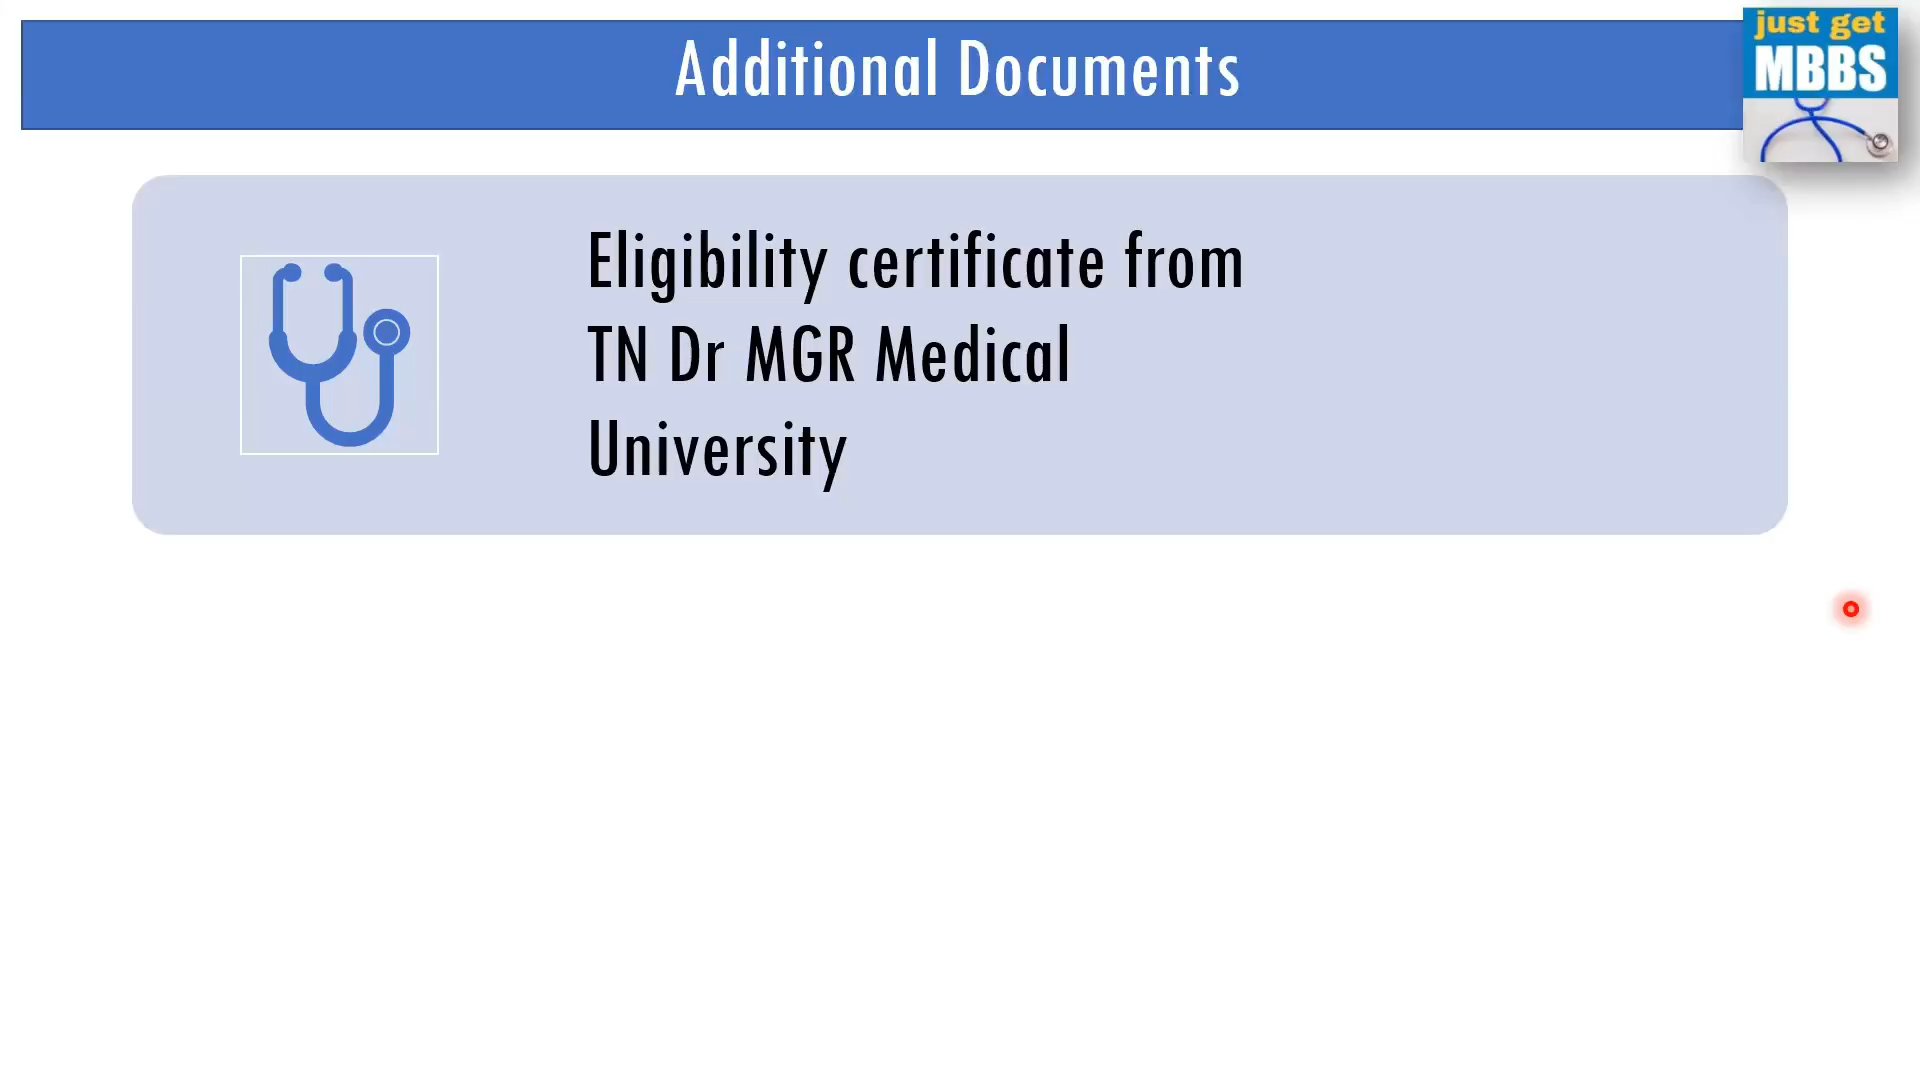 Additional Documents
just get
MBBS
Eligibility certificate from
TN Dr MGR Medical
University